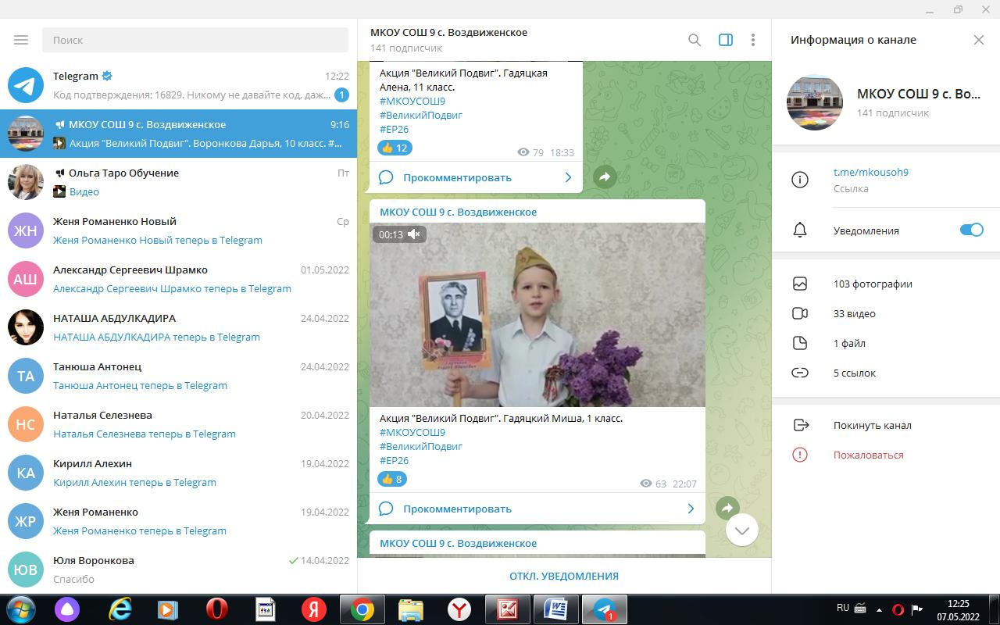 Поиск
Telegram 12:22
Код подтверждения: 16829. Никому не давайте код, даж... 1
МКОУ СОШ 9 с. Воздвиженское 9:16
Акция "Великий Подвиг". Воронкова Дарья, 10 класс. #...
Ольга Таро Обучение Пт
Видео
ЖН Женя Романенко Новый Ср
Женя Романенко Новый теперь в Telegram
АШ Александр Сергеевич Шрамко 01.05.2022
Александр Сергеевич Шрамко теперь в Telegram
НАТАША АБДУЛКАДИРА 24.04.2022
НАТАША АБДУЛКАДИРА теперь в Telegram
ТА Танюша Антонец 24.04.2022
Танюша Антонец теперь в Telegram
НС Наталья Селезнева 20.04.2022
Наталья Селезнева теперь в Telegram
КА Кирилл Алехин 19.04.2022
Кирилл Алехин теперь в Telegram
ЖР Женя Романенко 19.04.2022
Женя Романенко теперь в Telegram
ЮВ Юля Воронкова 14.04.2022
Спасибо
МКОУ СОШ 9 с. Воздвиженское
141 подписчик
Акция "Великий Подвиг". Гадяцкая
Алена, 11 класс.
#МКОУСОШ9
#ВеликийПодвиг
#ЕР26
12 79 18:33
Прокомментировать
МКОУ СОШ 9 с. Воздвиженское
00:13
Акция "Великий Подвиг". Гадяцкий Миша, 1 класс.
#МКОУСОШ9
#ВеликийПодвиг
#ЕР26
8 63 22:07
Прокомментировать
МКОУ СОШ 9 с. Воздвиженское
ОТКЛ. УВЕДОМЛЕНИЯ
Информация о канале
МКОУ СОШ 9 с. Во...
141 подписчик
t.me/mkousoh9
Ссылка
Уведомления
103 фотографии
33 видео
1 файл
5 ссылок
Покинуть канал
Пожаловаться
RU 12:25
07.05.2022